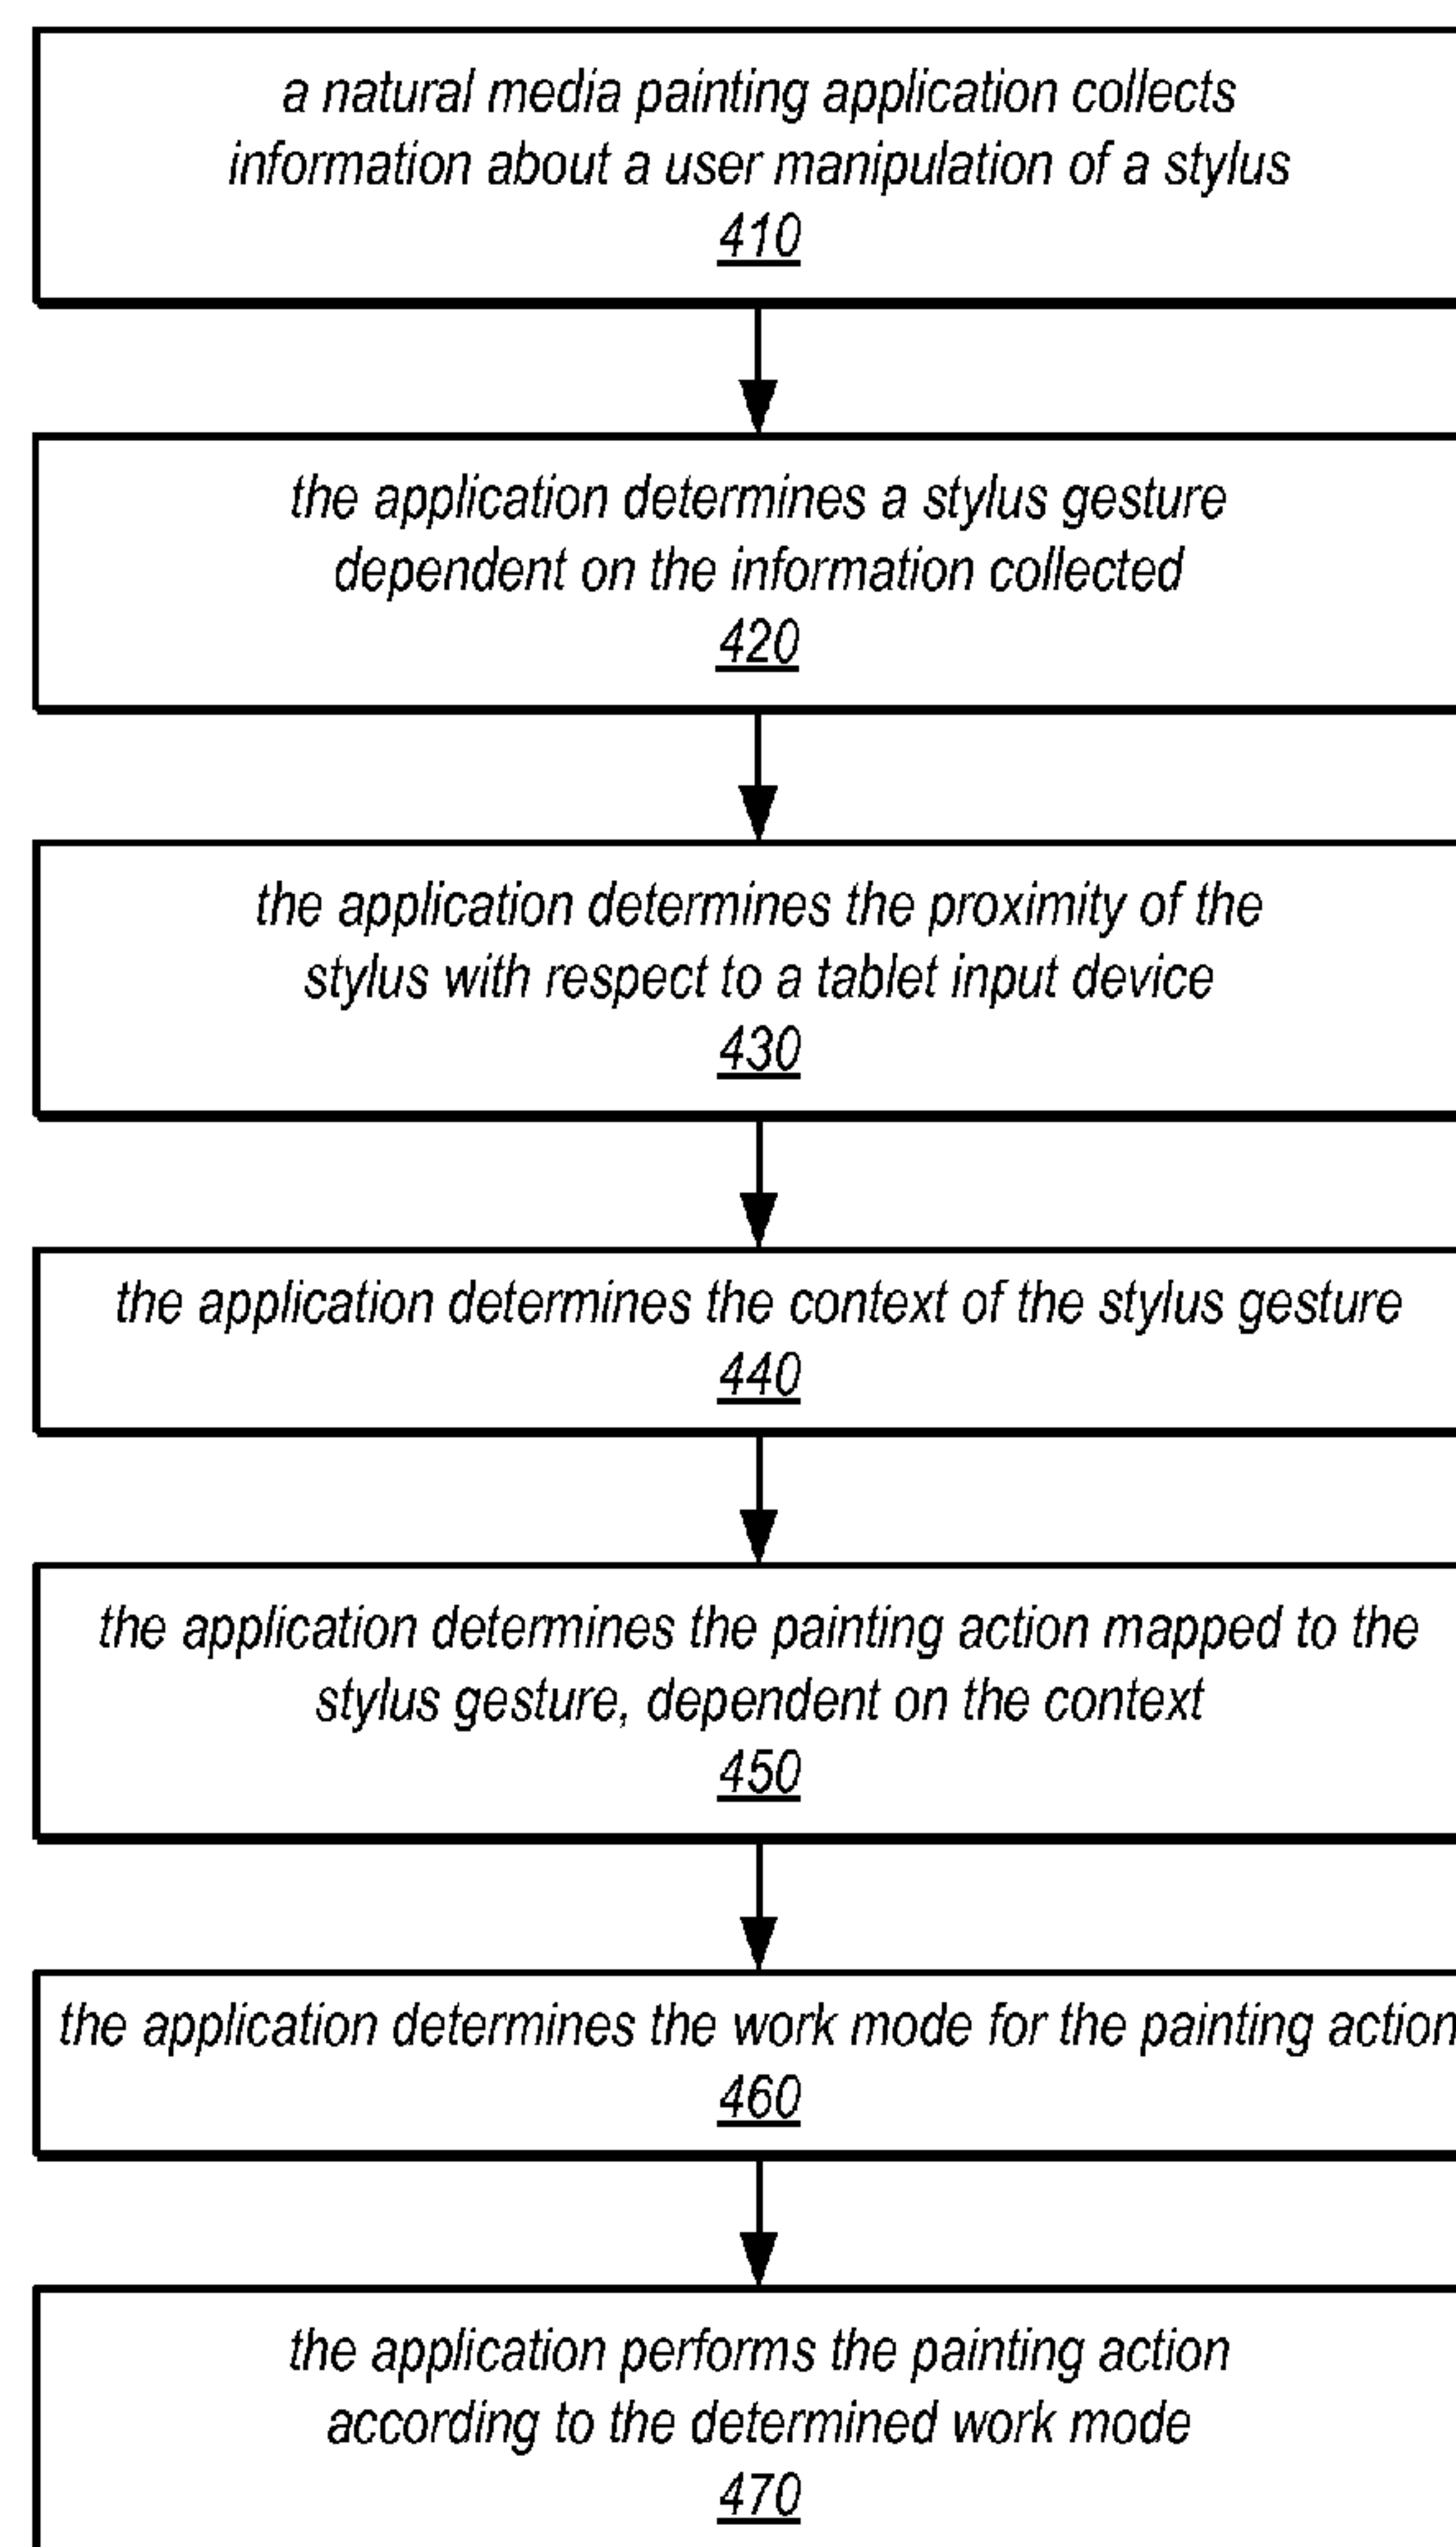 a natural media painting application collects
information about a user manipulation of a stylus
410
the application determines a stylus gesture
dependent on the information collected
420
the application determines the proximity of the
stylus with respect to a tablet input device
430
the application determines the context of the stylus gesture
440
the application determines the painting action mapped to the
stylus gesture, dependent on the context
450
the application determines the work mode for the painting action
460
the application performs the painting action
according to the determined work mode
470